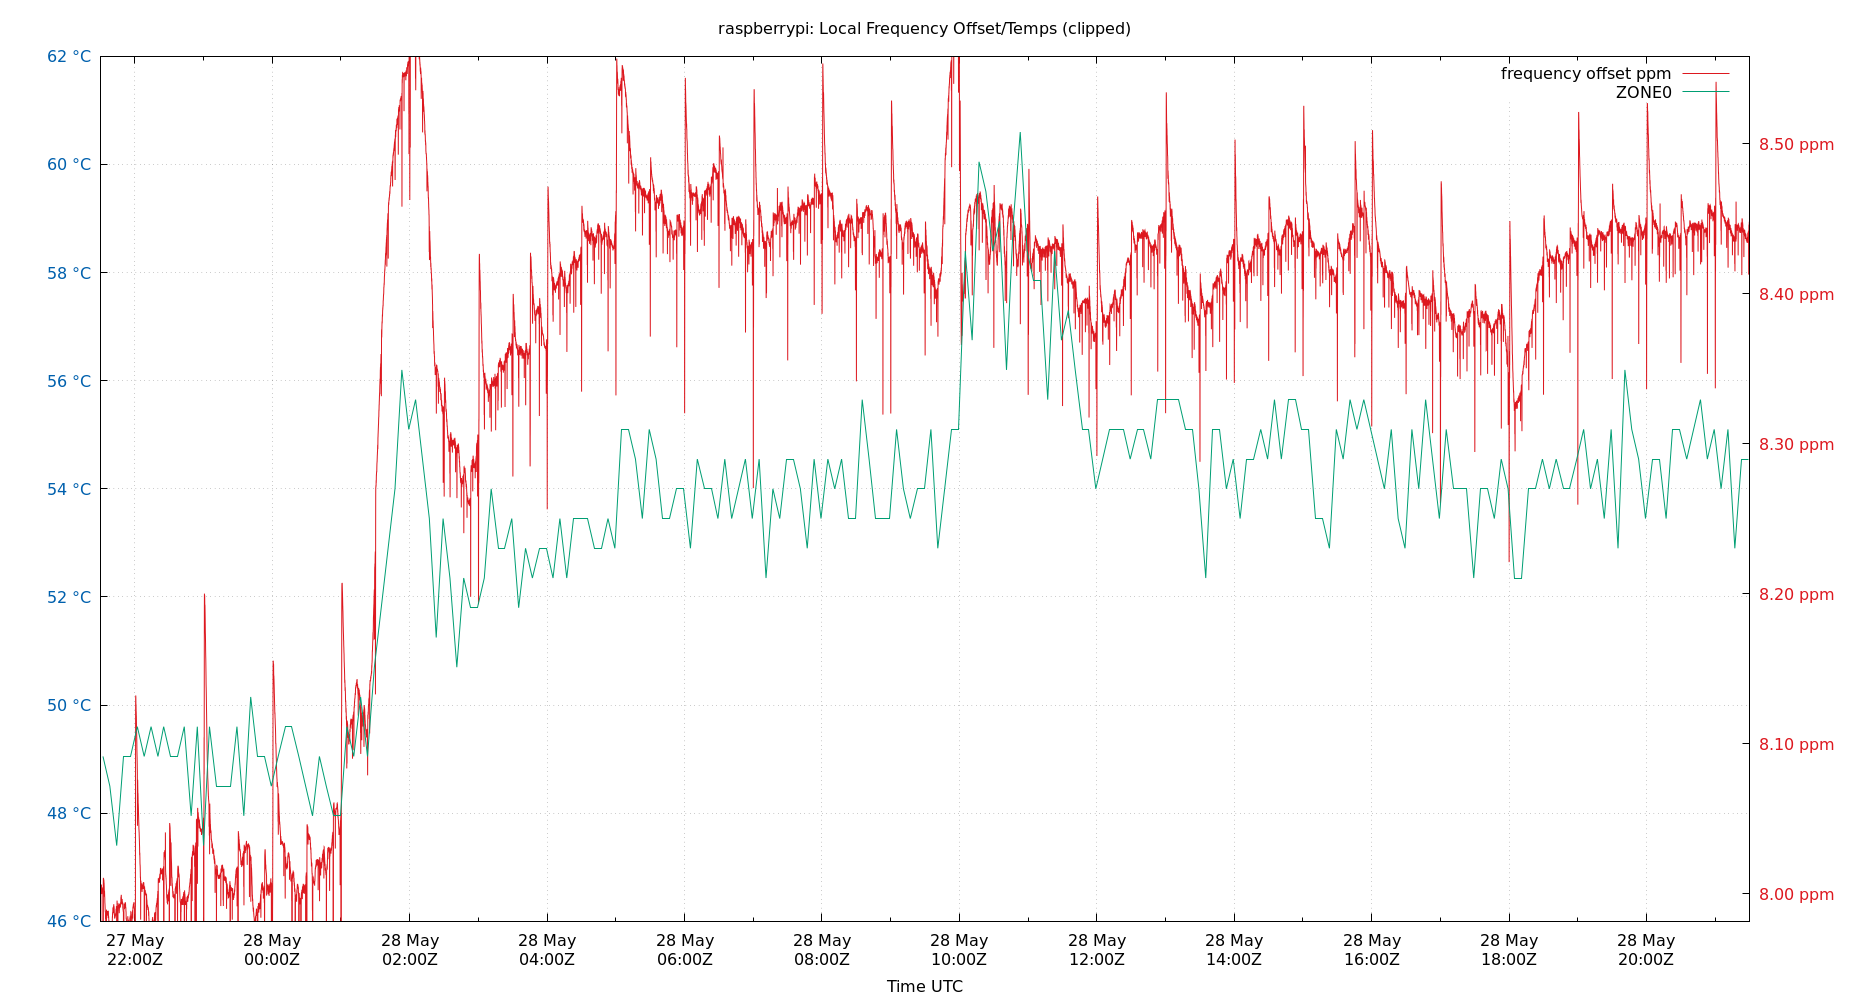 raspberrypi: Local Frequency Offset/Temps (clipped)
62 °C
60 °C
58 °C
56 °C
54 °C
52 °C
50 °C
48 °C
46 °C
frequency offset ppm
ZONE0
8.50 ppm
8.40 ppm
8.30 ppm
8.20 ppm
8.10 ppm
8.00 ppm
27 May
22:00Z
28 May
00:00Z
28 May
02:00Z
28 May
04:00Z
28 May
06:00Z
28 May
08:00Z
28 May
10:00Z
28 May
12:00Z
28 May
14:00Z
28 May
16:00Z
28 May
18:00Z
28 May
20:00Z
Time UTC